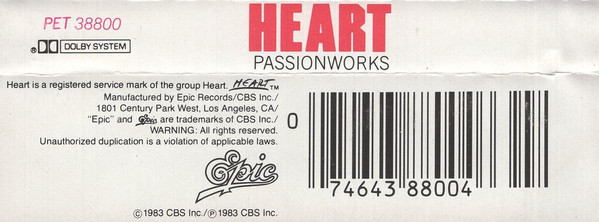 PET 38800
DOLBY SYSTEM
HEART
PASSIONWORKS
Heart is a registered service mark of the group Heart. HEART TM
Manufactured by Epic Records/CBS Inc./
1801 Century Park West, Los Angeles, CA/
"Epic" and Epic are trademarks of CBS Inc./
WARNING: All rights reserved.
Unauthorized duplication is a violation of applicable laws.
Epic
© 1983 CBS Inc./℗ 1983 CBS Inc.
0 74643 88004